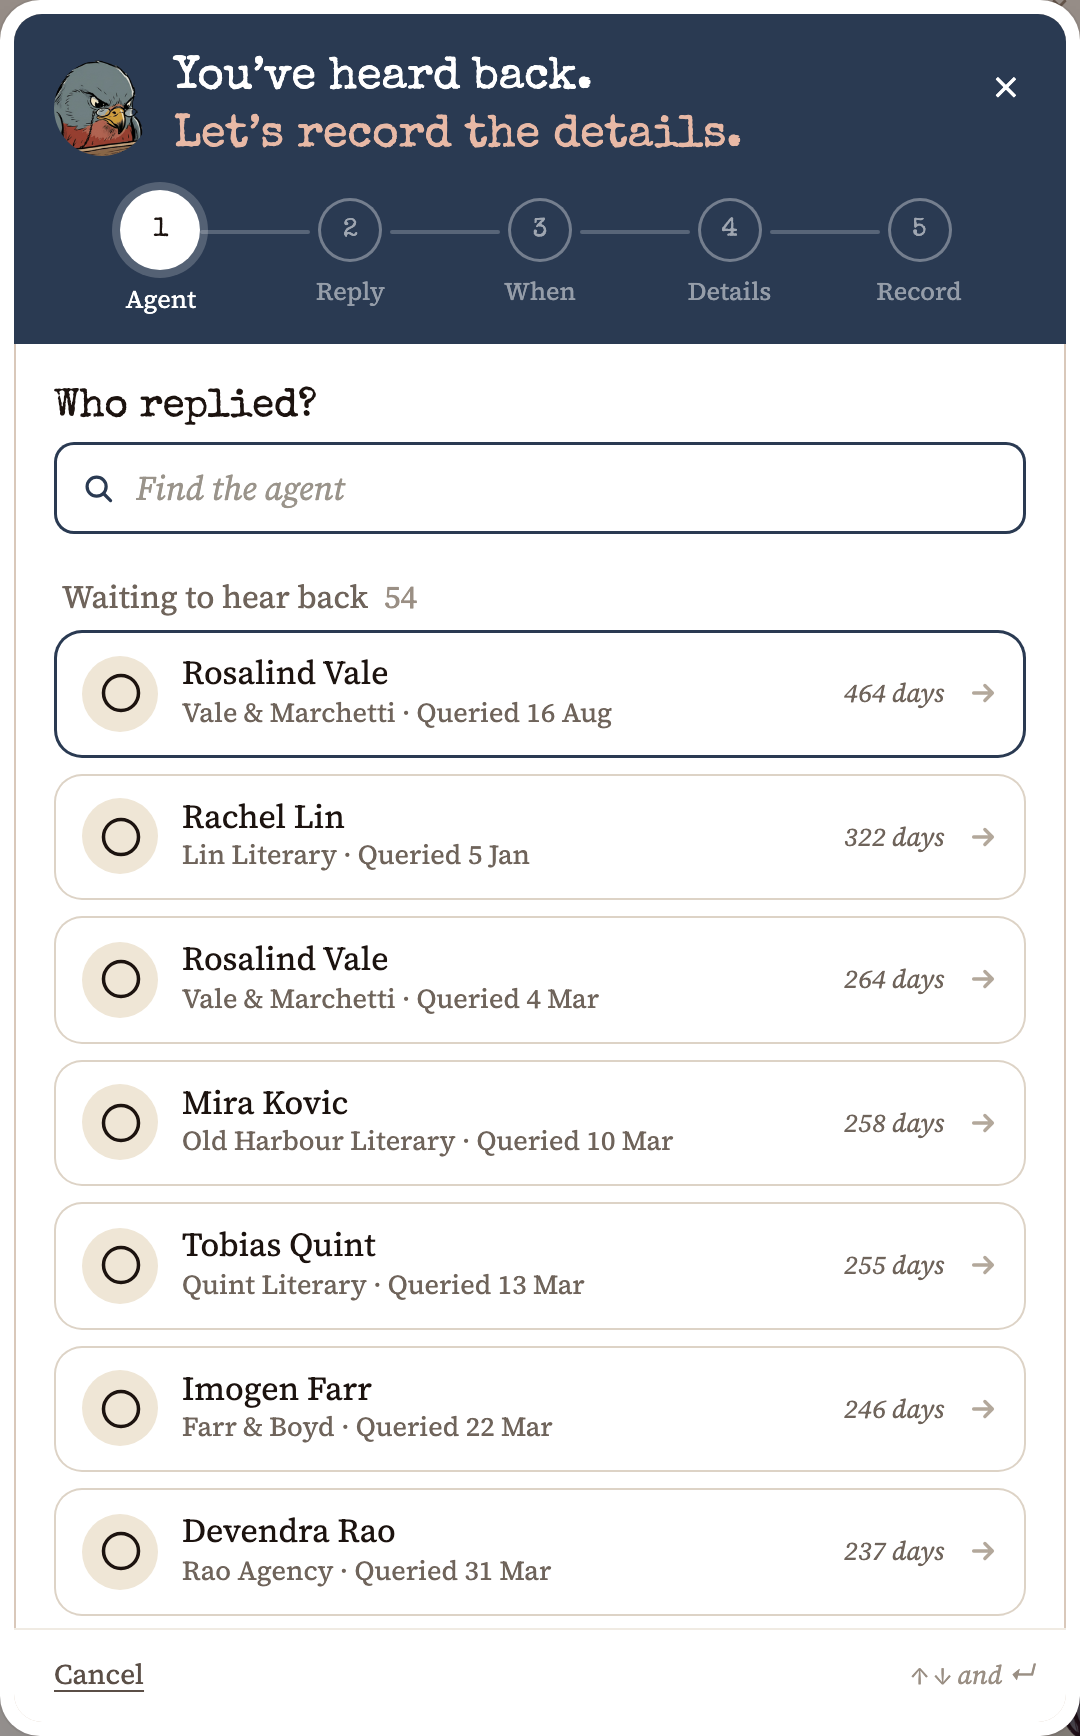 You’ve heard back.
Let’s record the details.
1
2
3
4
5
Agent
Reply
When
Details
Record
Who replied?
Find the agent
Waiting to hear back 54
Rosalind Vale
Vale & Marchetti · Queried 16 Aug
464 days →
Rachel Lin
Lin Literary · Queried 5 Jan
322 days →
Rosalind Vale
Vale & Marchetti · Queried 4 Mar
264 days →
Mira Kovic
Old Harbour Literary · Queried 10 Mar
258 days →
Tobias Quint
Quint Literary · Queried 13 Mar
255 days →
Imogen Farr
Farr & Boyd · Queried 22 Mar
246 days →
Devendra Rao
Rao Agency · Queried 31 Mar
237 days →
Cancel
↑↓ and ↵